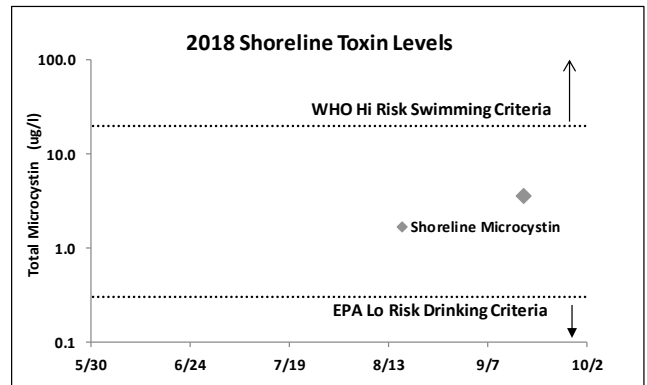 2018 Shoreline Toxin Levels
Total Microcystin (ug/l)
100.0
10.0
1.0
0.1
WHO Hi Risk Swimming Criteria
Shoreline Microcystin
EPA Lo Risk Drinking Criteria
5/30 6/24 7/19 8/13 9/7 10/2